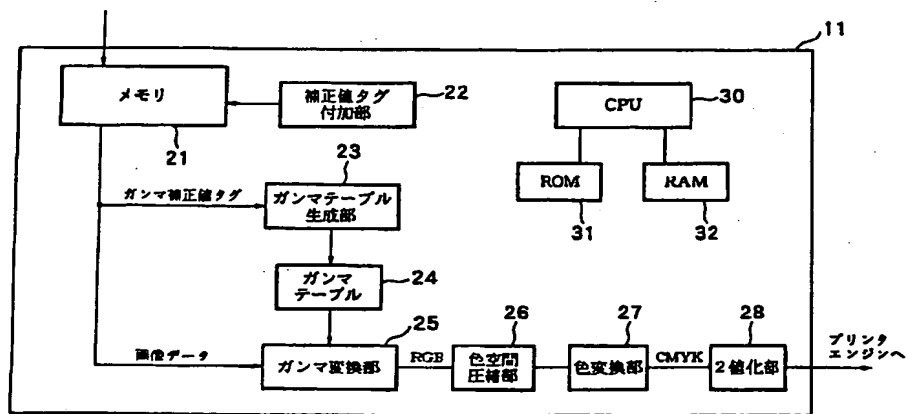 11
メモリ
21
補正値タグ
付加部
22
CPU
30
ROM
31
RAM
32
23
ガンマ補正値タグ
ガンマテーブル
生成部
ガンマ
テーブル
24
25
画像データ
ガンマ変換部
RGB
26
色空間
圧縮部
27
色変換部
CMYK
28
2値化部
プリンタ
エンジンへ